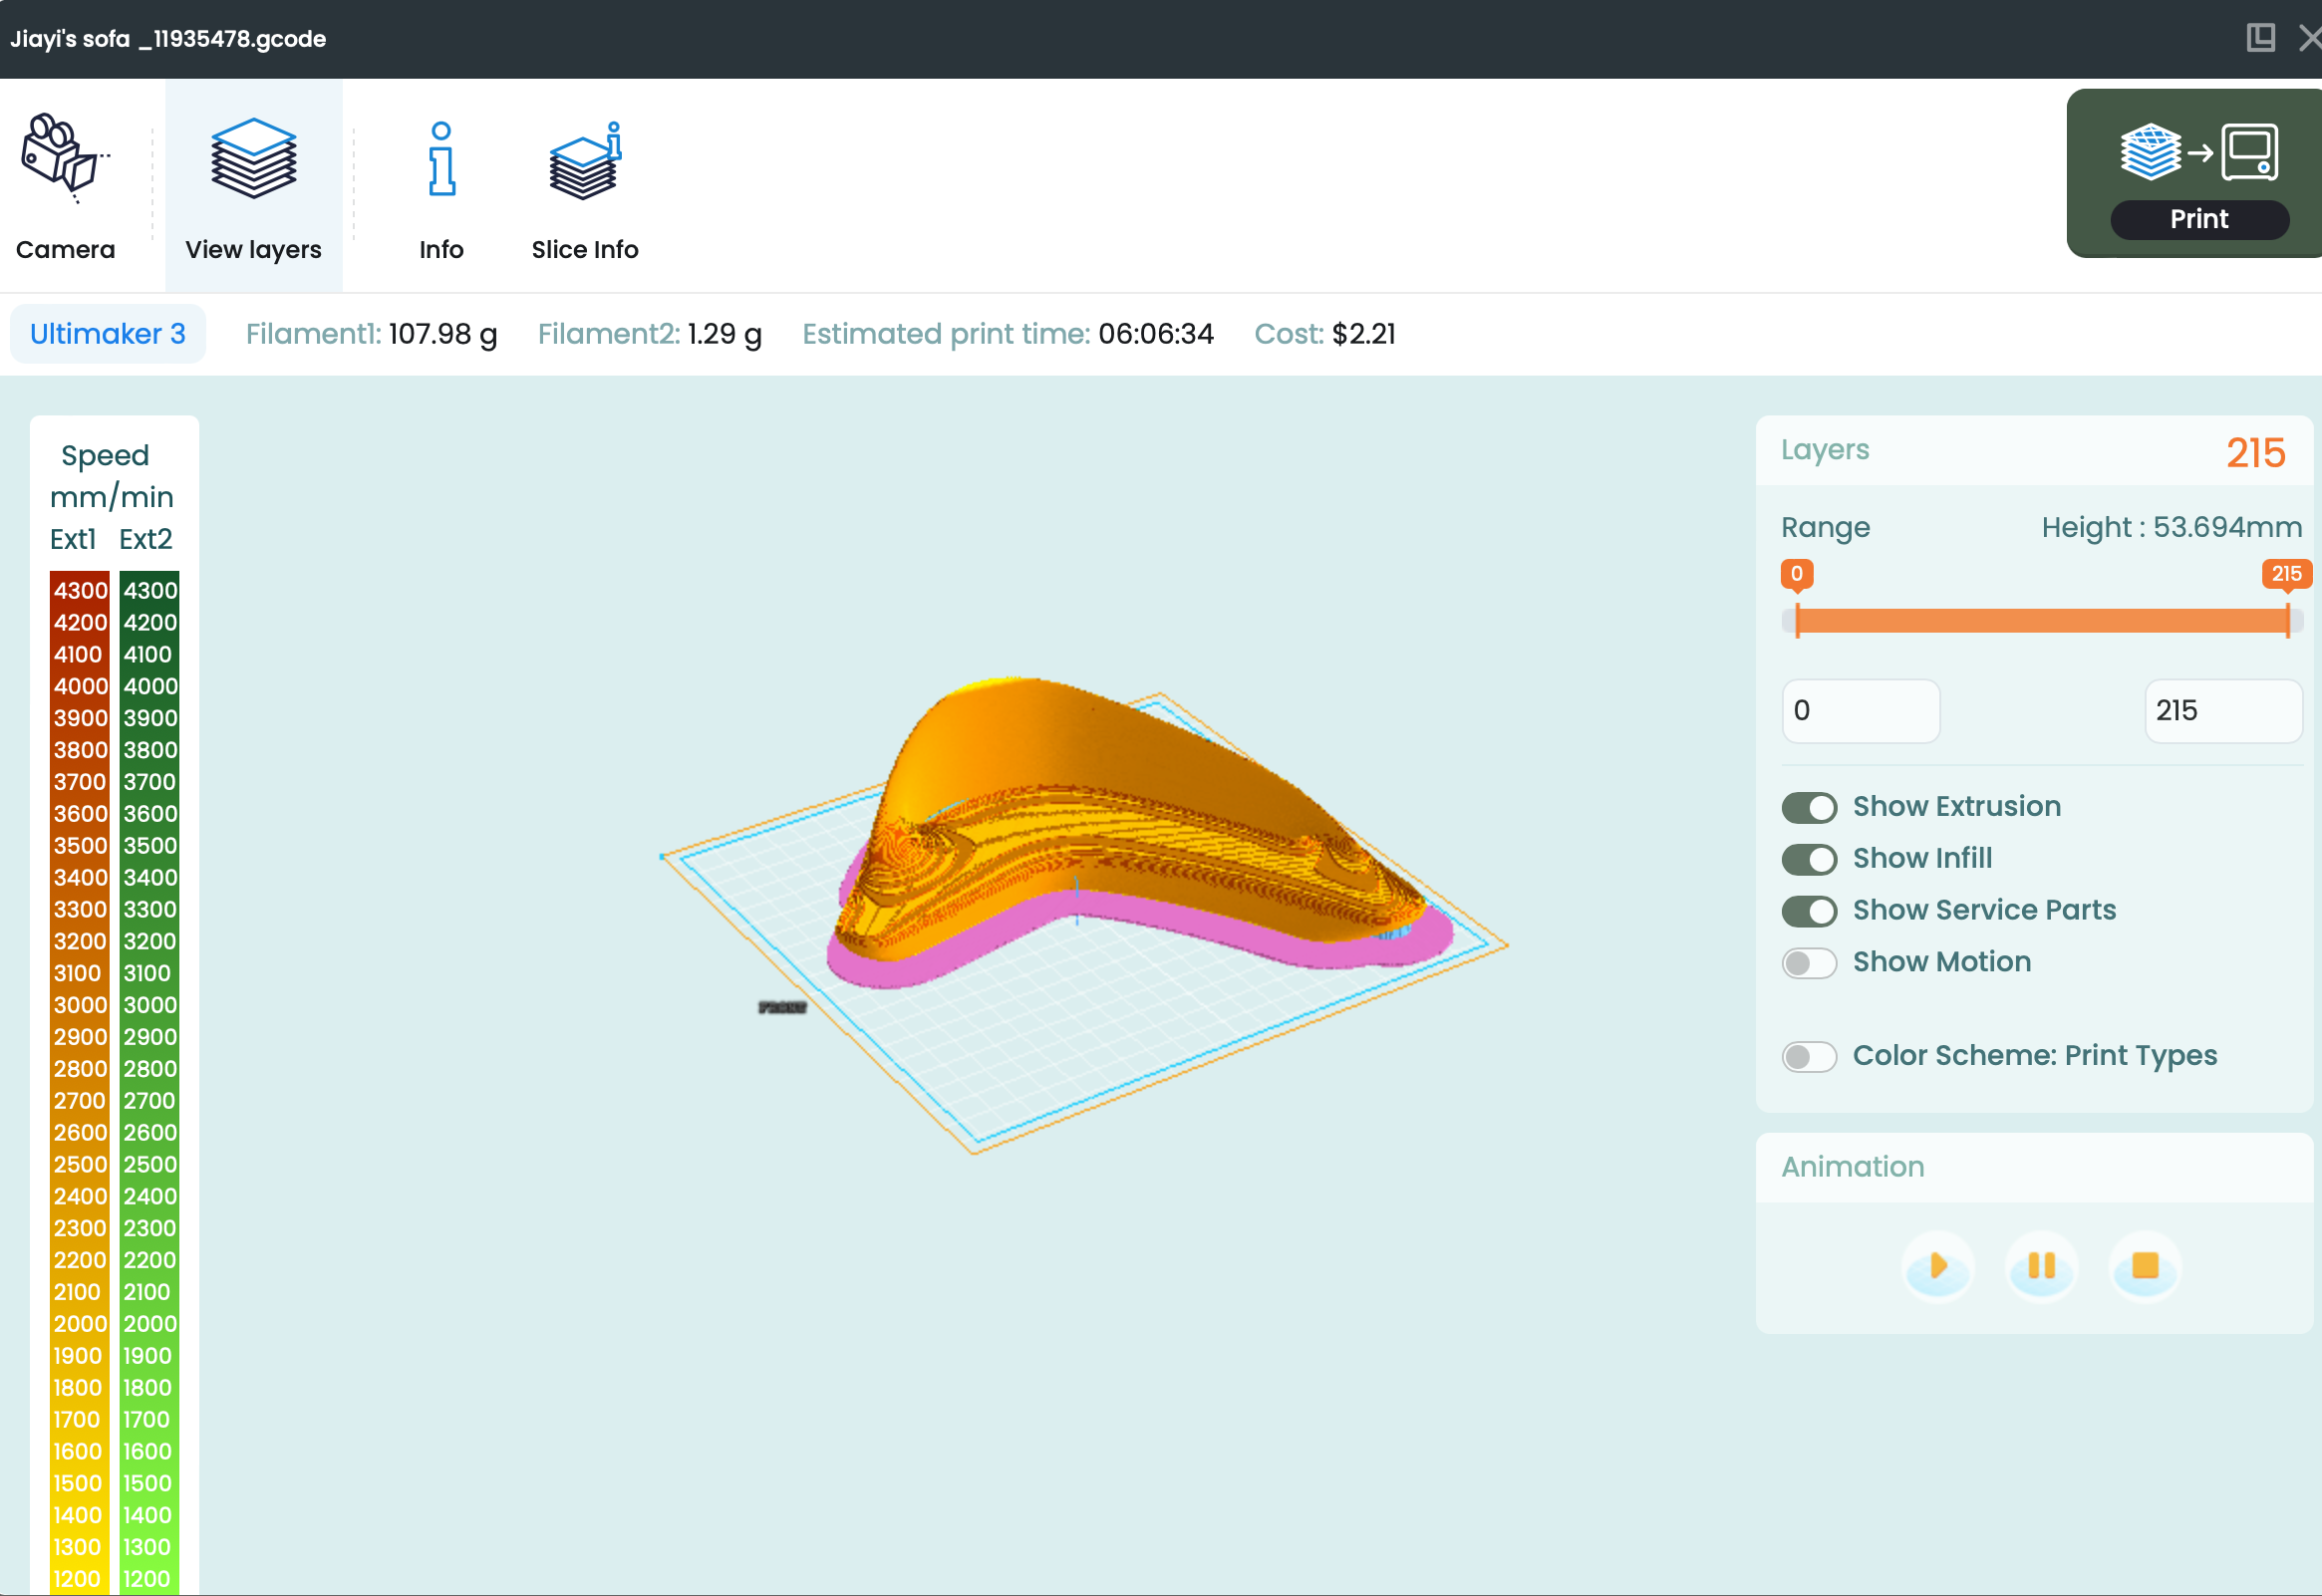 Jiayi's sofa _11935478.gcode
Camera
View layers
Info
Slice Info
Print
Ultimaker 3
Filament1: 107.98 g
Filament2: 1.29 g
Estimated print time: 06:06:34
Cost: $2.21
Speed
mm/min
Ext1 Ext2
4300 4300
4200 4200
4100 4100
4000 4000
3900 3900
3800 3800
3700 3700
3600 3600
3500 3500
3400 3400
3300 3300
3200 3200
3100 3100
3000 3000
2900 2900
2800 2800
2700 2700
2600 2600
2500 2500
2400 2400
2300 2300
2200 2200
2100 2100
2000 2000
1900 1900
1800 1800
1700 1700
1600 1600
1500 1500
1400 1400
1300 1300
1200 1200
FRONT
Layers 215
Range Height : 53.694mm
0 215
0 215
Show Extrusion
Show Infill
Show Service Parts
Show Motion
Color Scheme: Print Types
Animation